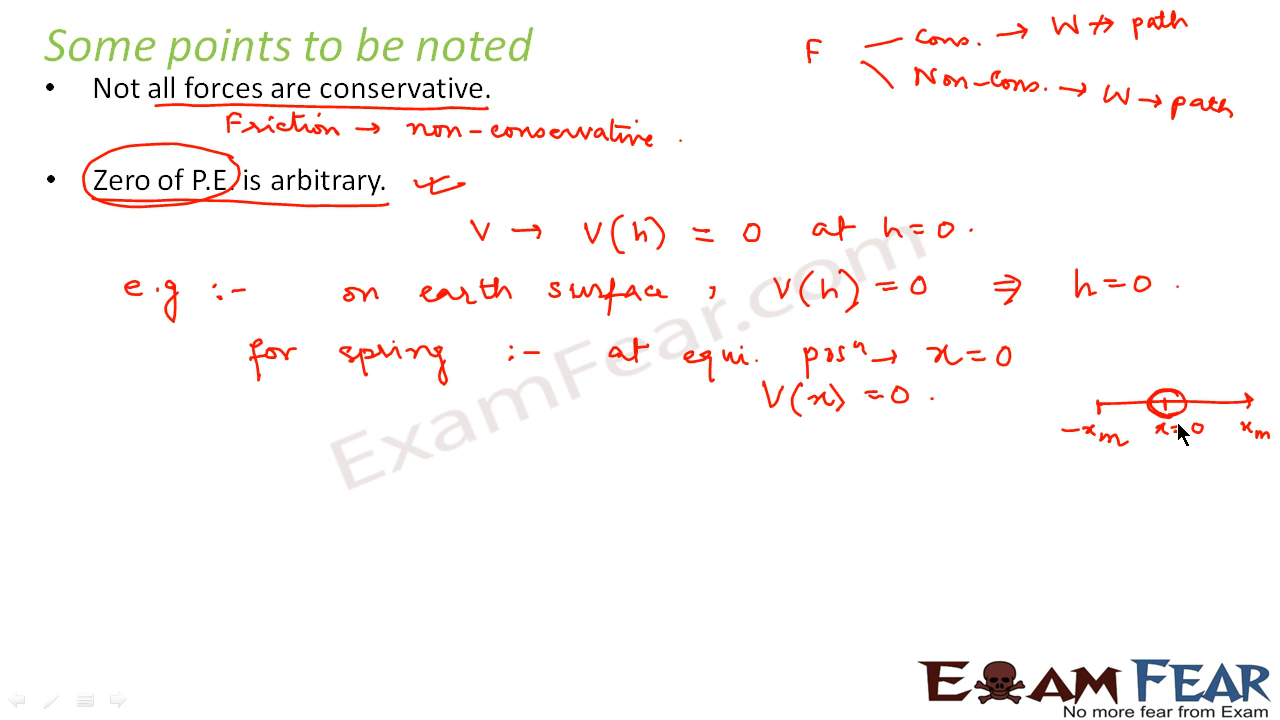 Some points to be noted
F
Cons. → W ↛ path
Non-Cons. → W → path
• Not all forces are conservative.
Friction → non-conservative.
• Zero of P.E. is arbitrary.
V → V(h) = 0 at h=0.
e.g :- on earth surface, V(h) = 0 ⇒ h=0.
for spring :- at equi. posⁿ → x=0
V(x) = 0.
-xm x=0 xm
ExamFear.com
EXAM FEAR
No more fear from Exam